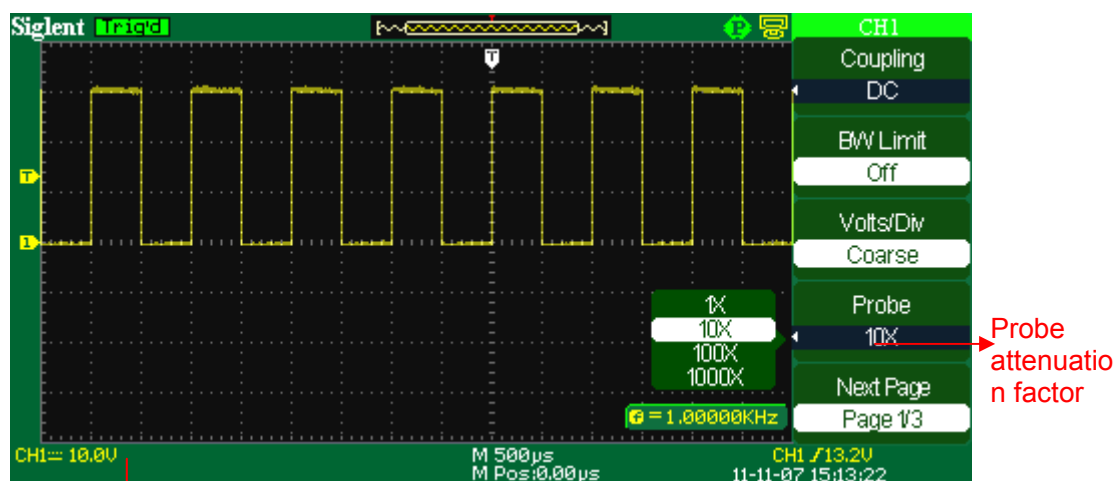 Siglent Trig'd CH1
Coupling
T
DC
BW Limit
T
Off
Volts/Div
1
Coarse
1X
Probe
10X
10X
Probe
attenuatio
n factor
100X
1000X
Next Page
f = 1.00000KHz
Page 1/3
CH1 10.0V M 500µs CH1 13.2V
M Pos:0.00µs 11-11-07 15:13:22
P